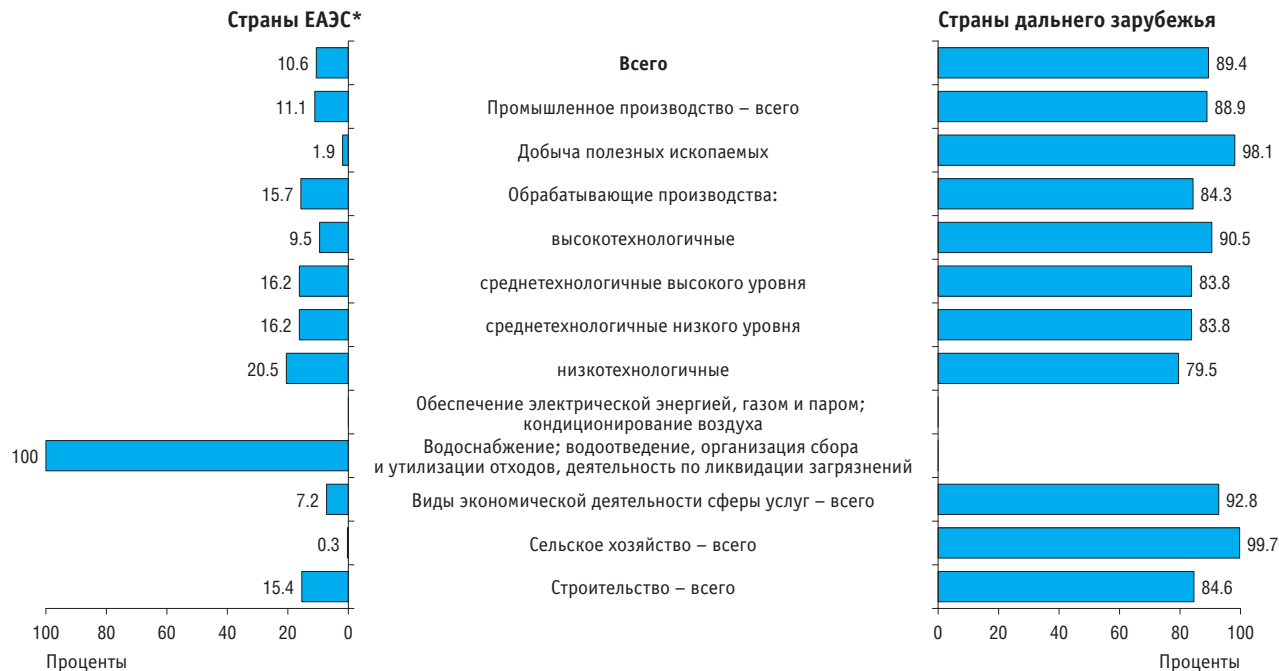 Страны ЕАЭС* Страны дальнего зарубежья
10.6 Всего 89.4
11.1 Промышленное производство – всего 88.9
1.9 Добыча полезных ископаемых 98.1
15.7 Обрабатывающие производства: 84.3
9.5 высокотехнологичные 90.5
16.2 среднетехнологичные высокого уровня 83.8
16.2 среднетехнологичные низкого уровня 83.8
20.5 низкотехнологичные 79.5
Обеспечение электрической энергией, газом и паром;
кондиционирование воздуха
Водоснабжение; водоотведение, организация сбора
100 и утилизации отходов, деятельность по ликвидации загрязнений
7.2 Виды экономической деятельности сферы услуг – всего 92.8
0.3 Сельское хозяйство – всего 99.7
15.4 Строительство – всего 84.6
100 80 60 40 20 0 0 20 40 60 80 100
Проценты Проценты